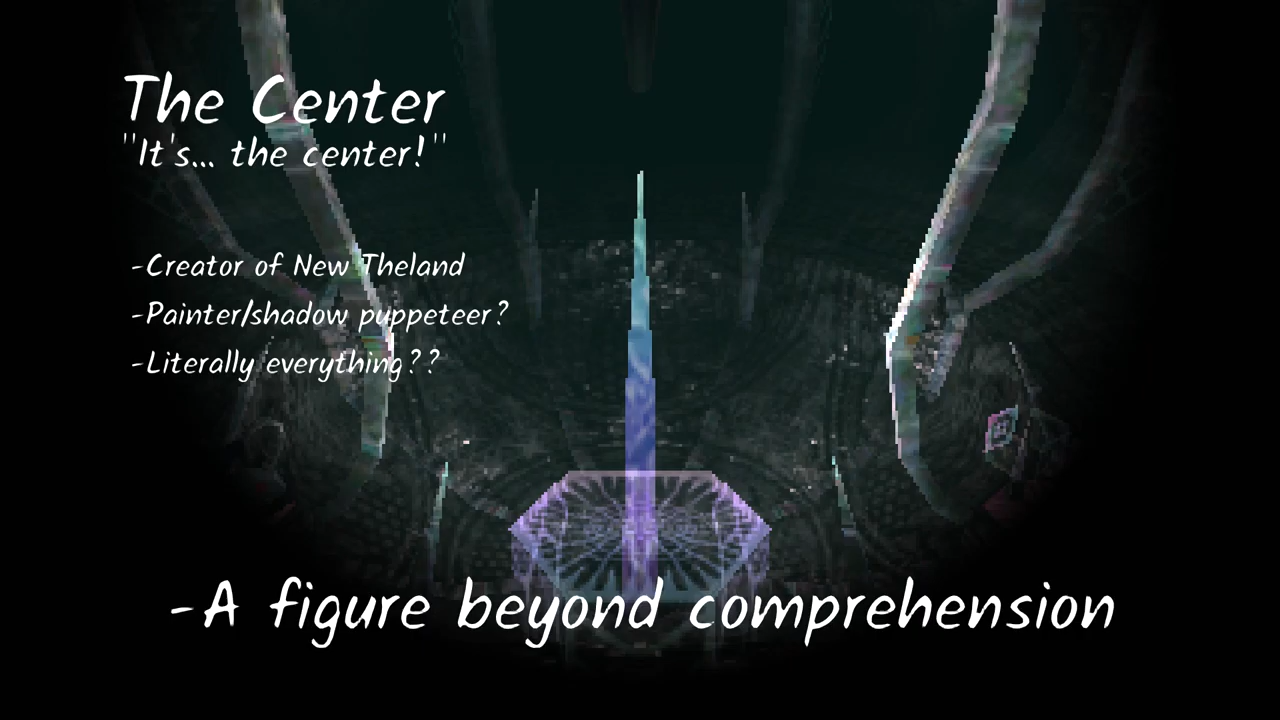 The Center
"It's... the center!"
-Creator of New Theland
-Painter/shadow puppeteer?
-Literally everything??
-A figure beyond comprehension